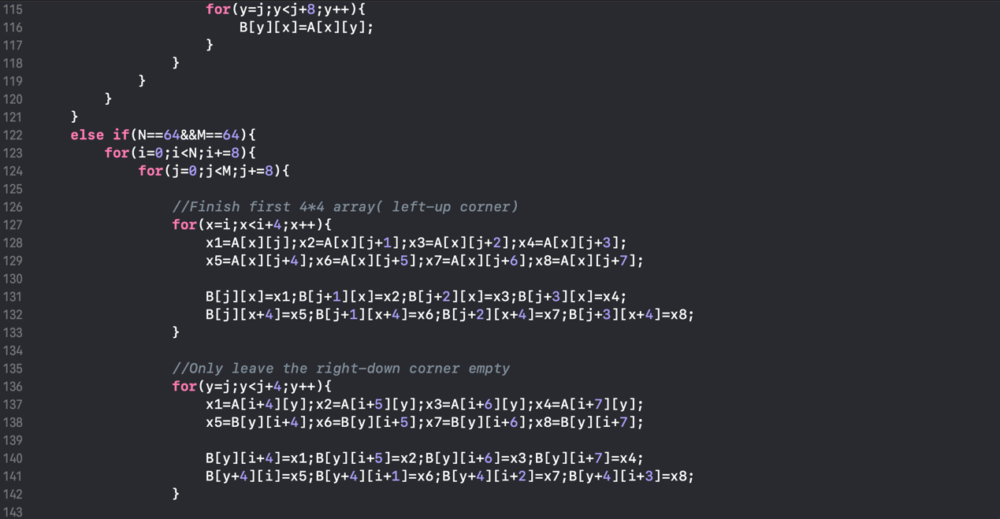 115 for(y=j;y<j+8;y++){
116 B[y][x]=A[x][y];
117 }
118 }
119 }
120 }
121 }
122 else if(N==64&&M==64){
123 for(i=0;i<N;i+=8){
124 for(j=0;j<M;j+=8){
125
126 //Finish first 4*4 array( left-up corner)
127 for(x=i;x<i+4;x++){
128 x1=A[x][j];x2=A[x][j+1];x3=A[x][j+2];x4=A[x][j+3];
129 x5=A[x][j+4];x6=A[x][j+5];x7=A[x][j+6];x8=A[x][j+7];
130
131 B[j][x]=x1;B[j+1][x]=x2;B[j+2][x]=x3;B[j+3][x]=x4;
132 B[j][x+4]=x5;B[j+1][x+4]=x6;B[j+2][x+4]=x7;B[j+3][x+4]=x8;
133 }
134
135 //Only leave the right-down corner empty
136 for(y=j;y<j+4;y++){
137 x1=A[i+4][y];x2=A[i+5][y];x3=A[i+6][y];x4=A[i+7][y];
138 x5=B[y][i+4];x6=B[y][i+5];x7=B[y][i+6];x8=B[y][i+7];
139
140 B[y][i+4]=x1;B[y][i+5]=x2;B[y][i+6]=x3;B[y][i+7]=x4;
141 B[y+4][i]=x5;B[y+4][i+1]=x6;B[y+4][i+2]=x7;B[y+4][i+3]=x8;
142 }
143